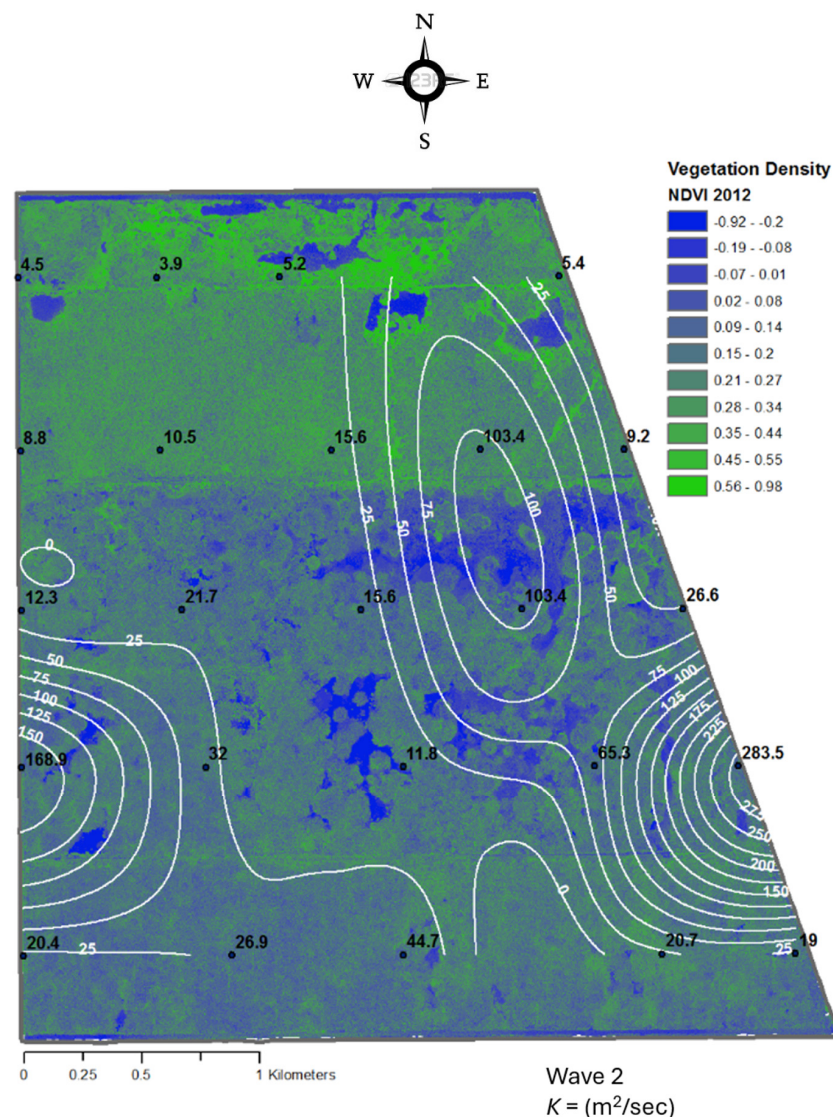 N
W E
S
Vegetation Density
NDVI 2012
-0.92 - -0.2
-0.19 - -0.08
-0.07 - 0.01
0.02 - 0.08
0.09 - 0.14
0.15 - 0.2
0.21 - 0.27
0.28 - 0.34
0.35 - 0.44
0.45 - 0.55
0.56 - 0.98
4.5 3.9 5.2 5.4
25
8.8 10.5 15.6 103.4 9.2
25 50 75 100
0
50
12.3 21.7 15.6 103.4 26.6
25
50
75
100
125
150
75
100
125
175
225
168.9 32 11.8 65.3 283.5
275
250
200
150
0
20.4 26.9 44.7 20.7 19
25 25
0 0.25 0.5 1 Kilometers
Wave 2
K = (m²/sec)